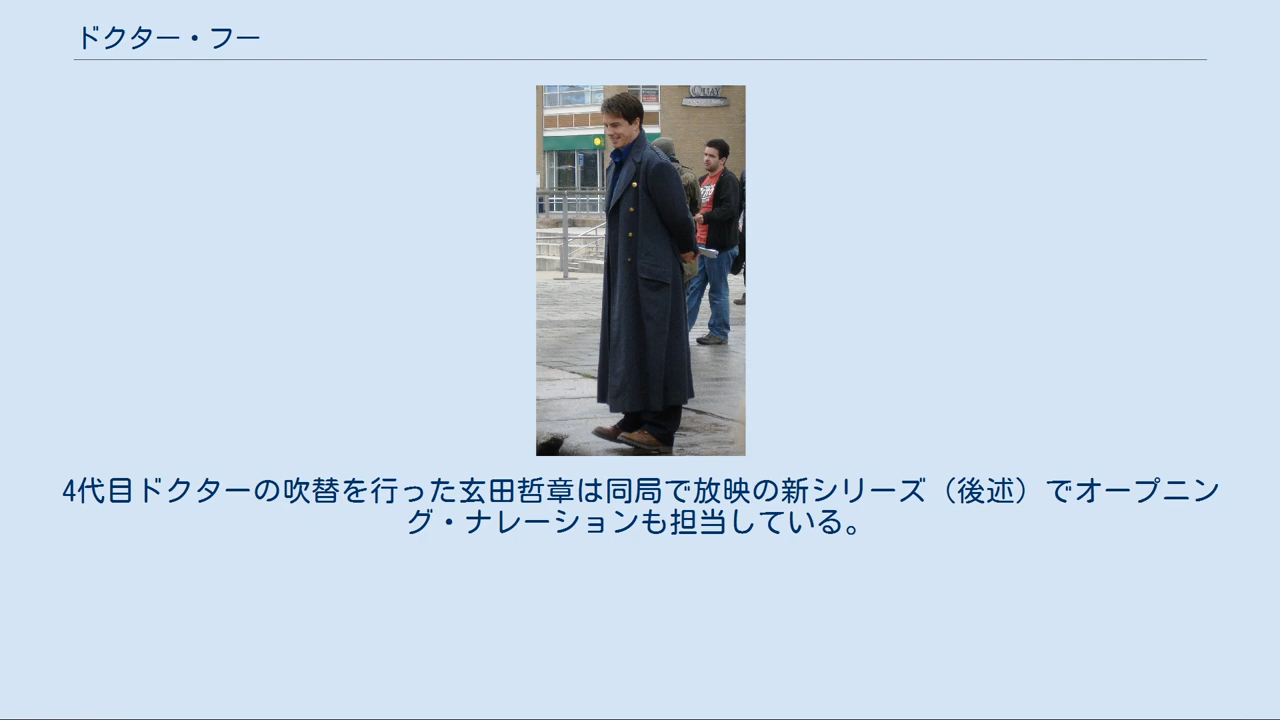 ドクター・フー
QUAY
4代目ドクターの吹替を行った玄田哲章は同局で放映の新シリーズ（後述）でオープニン
グ・ナレーションも担当している。